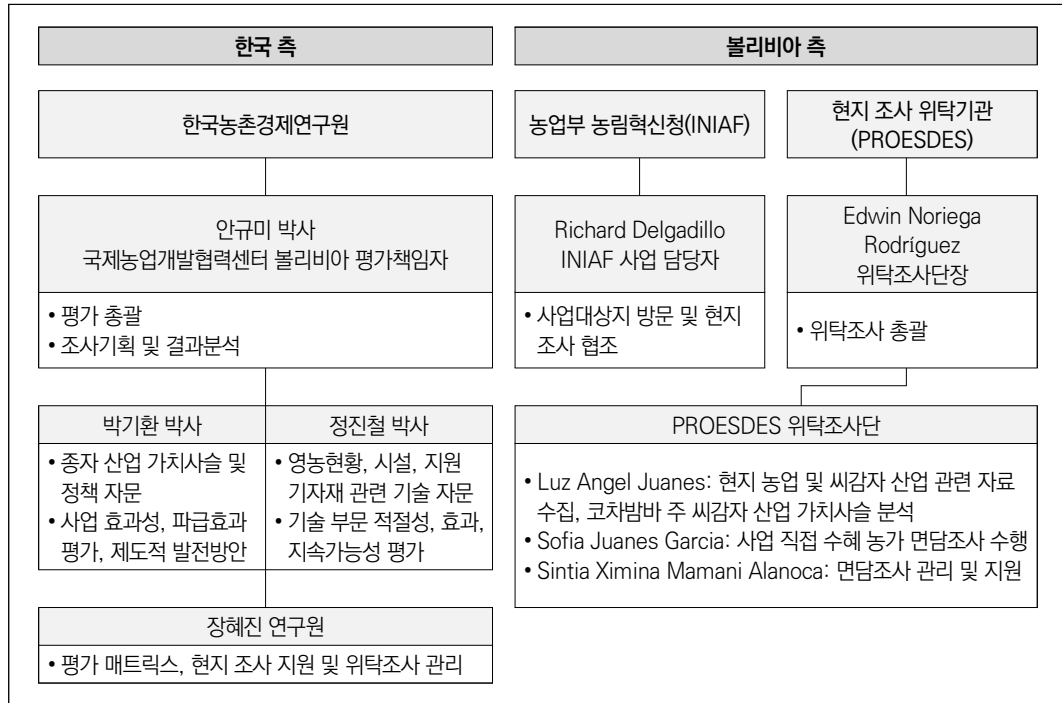 한국 측
한국농촌경제연구원
안규미 박사
국제농업개발협력센터 볼리비아 평가책임자
• 평가 총괄
• 조사기획 및 결과분석
박기환 박사
• 종자 산업 가치사슬 및
정책 자문
• 사업 효과성, 파급효과
평가, 제도적 발전방안
정진철 박사
• 영농현황, 시설, 지원
기자재 관련 기술 자문
• 기술 부문 적절성, 효과,
지속가능성 평가
장혜진 연구원
• 평가 매트릭스, 현지 조사 지원 및 위탁조사 관리
볼리비아 측
농업부 농림혁신청(INIAF)
Richard Delgadillo
INIAF 사업 담당자
• 사업대상지 방문 및 현지
조사 협조
현지 조사 위탁기관
(PROESDES)
Edwin Noriega
Rodríguez
위탁조사단장
• 위탁조사 총괄
PROESDES 위탁조사단
• Luz Angel Juanes: 현지 농업 및 씨감자 산업 관련 자료
수집, 코차밤바 주 씨감자 산업 가치사슬 분석
• Sofia Juanes Garcia: 사업 직접 수혜 농가 면담조사 수행
• Sintia Ximina Mamani Alanoca: 면담조사 관리 및 지원